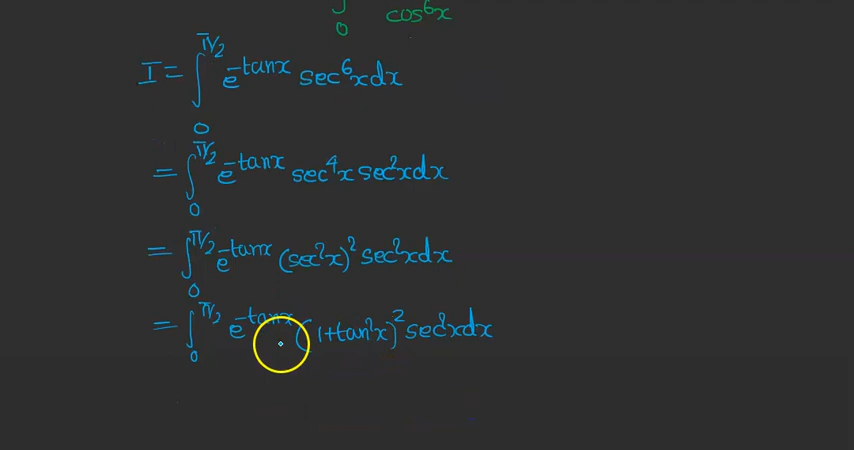 ∫ 0 cos⁶x
I = ∫₀^(π/2) e^(-tanx) sec⁶x dx
= ∫₀^(π/2) e^(-tanx) sec⁴x sec²x dx
= ∫₀^(π/2) e^(-tanx) (sec²x)² sec²x dx
= ∫₀^(π/2) e^(-tanx) (1+tan²x)² sec²x dx